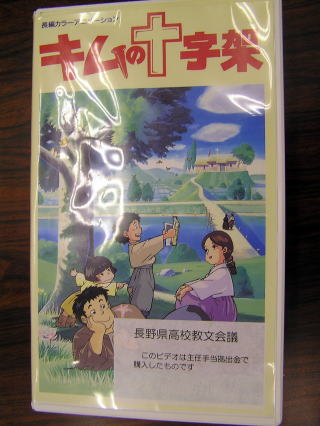 長編カラーアニメーション
キムの十字架
長野県高校教文会議
このビデオは主任手当拠出金で
購入したものです